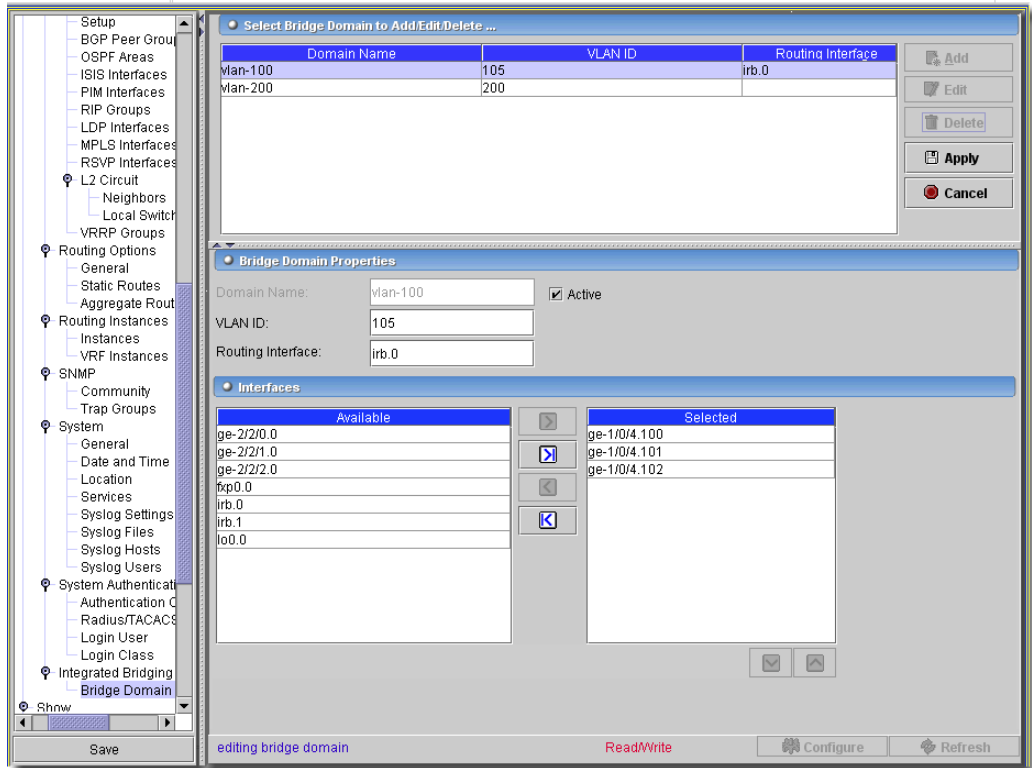 Setup
BGP Peer Group
OSPF Areas
ISIS Interfaces
PIM Interfaces
RIP Groups
LDP Interfaces
MPLS Interfaces
RSVP Interfaces
L2 Circuit
Neighbors
Local Switch
VRRP Groups
Routing Options
General
Static Routes
Aggregate Rout
Routing Instances
Instances
VRF Instances
SNMP
Community
Trap Groups
System
General
Date and Time
Location
Services
Syslog Settings
Syslog Files
Syslog Hosts
Syslog Users
System Authenticati
Authentication O
Radius/TACACS
Login User
Login Class
Integrated Bridging
Bridge Domain
Show
Save
Select Bridge Domain to Add/Edit/Delete ...
Domain Name VLAN ID Routing Interface
vlan-100 105 irb.0
vlan-200 200
Add
Edit
Delete
Apply
Cancel
Bridge Domain Properties
Domain Name: vlan-100 Active
VLAN ID: 105
Routing Interface: irb.0
Interfaces
Available
ge-2/2/0.0
ge-2/2/1.0
ge-2/2/2.0
fxp0.0
irb.0
irb.1
lo0.0
Selected
ge-1/0/4.100
ge-1/0/4.101
ge-1/0/4.102
editing bridge domain Read/Write Configure Refresh